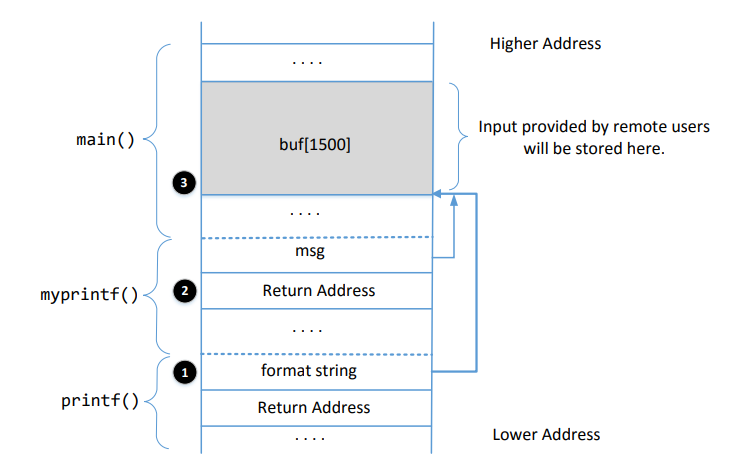 Higher Address
. . . .
main()
buf[1500]
Input provided by remote users
will be stored here.
3
. . . .
msg
myprintf()
2
Return Address
. . . .
1
format string
printf()
Return Address
. . . .
Lower Address